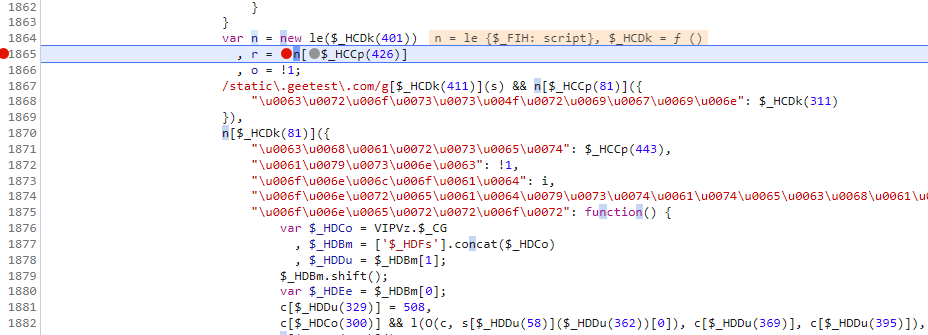 1862 }
1863 }
1864 var n = new le($_HCDk(401)) n = le {$_FIH: script}, $_HCDk = ƒ ()
1865 , r = n[$_HCCp(426)]
1866 , o = !1;
1867 /static\.geetest\.com/g[$_HCDk(411)](s) && n[$_HCCp(81)]({
1868 "\u0063\u0072\u006f\u0073\u0073\u004f\u0072\u0069\u0067\u0069\u006e": $_HCDk(311)
1869 }),
1870 n[$_HCDk(81)]({
1871 "\u0063\u0068\u0061\u0072\u0073\u0065\u0074": $_HCCp(443),
1872 "\u0061\u0073\u0079\u006e\u0063": !1,
1873 "\u006f\u006e\u006c\u006f\u0061\u0064": i,
1874 "\u006f\u006e\u0072\u0065\u0061\u0064\u0079\u0073\u0074\u0061\u0074\u0065\u0063\u0068\u0061\u0
1875 "\u006f\u006e\u0065\u0072\u0072\u006f\u0072": function() {
1876 var $_HDCo = VIPVz.$_CG
1877 , $_HDBm = ['$_HDFs'].concat($_HDCo)
1878 , $_HDDu = $_HDBm[1];
1879 $_HDBm.shift();
1880 var $_HDEe = $_HDBm[0];
1881 c[$_HDDu(329)] = 508,
1882 c[$_HDCo(300)] && l(O(c, s[$_HDDu(58)]($_HDDu(362))[0]), c[$_HDDu(369)], c[$_HDDu(395)]),